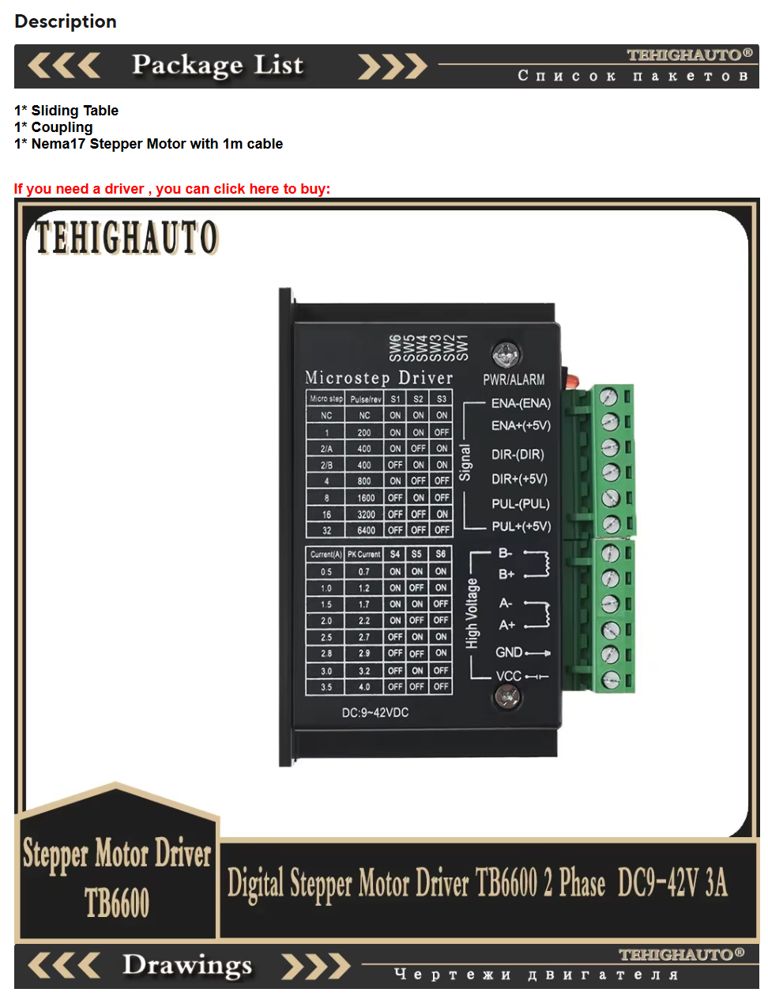 Description
Package List
TEHIGHAUTO®
Список пакетов
1* Sliding Table
1* Coupling
1* Nema17 Stepper Motor with 1m cable
If you need a driver , you can click here to buy:
TEHIGHAUTO
SW6
SW5
SW4
SW3
SW2
SW1
Microstep Driver
PWR/ALARM
Micro step Pulse/rev S1 S2 S3
NC NC ON ON ON
1 200 ON ON OFF
2/A 400 ON OFF ON
2/B 400 OFF ON ON
4 800 ON OFF OFF
8 1600 OFF ON OFF
16 3200 OFF OFF ON
32 6400 OFF OFF OFF
Signal
ENA-(ENA)
ENA+(+5V)
DIR-(DIR)
DIR+(+5V)
PUL-(PUL)
PUL+(+5V)
Current(A) PK Current S4 S5 S6
0.5 0.7 ON ON ON
1.0 1.2 ON OFF ON
1.5 1.7 ON ON OFF
2.0 2.2 ON OFF OFF
2.5 2.7 OFF ON ON
2.8 2.9 OFF OFF ON
3.0 3.2 OFF ON OFF
3.5 4.0 OFF OFF OFF
High Voltage
B-
B+
A-
A+
GND
VCC
DC:9~42VDC
Stepper Motor Driver
TB6600
Digital Stepper Motor Driver TB6600 2 Phase DC9-42V 3A
Drawings
TEHIGHAUTO®
Чертежи двигателя